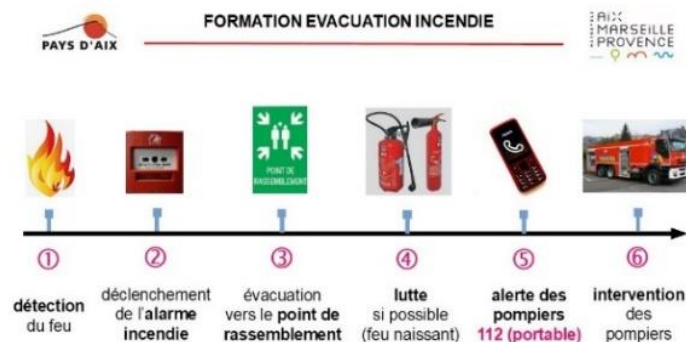 FORMATION EVACUATION INCENDIE
PAYS D'AIX
AIX
MARSEILLE
PROVENCE
POINT DE
RASSEMBLEMENT
① ② ③ ④ ⑤ ⑥
détection
du feu
déclenchement
de l'alarme
incendie
évacuation
vers le point de
rassemblement
lutte
si possible
(feu naissant)
alerte des
pompiers
112 (portable)
intervention
des
pompiers